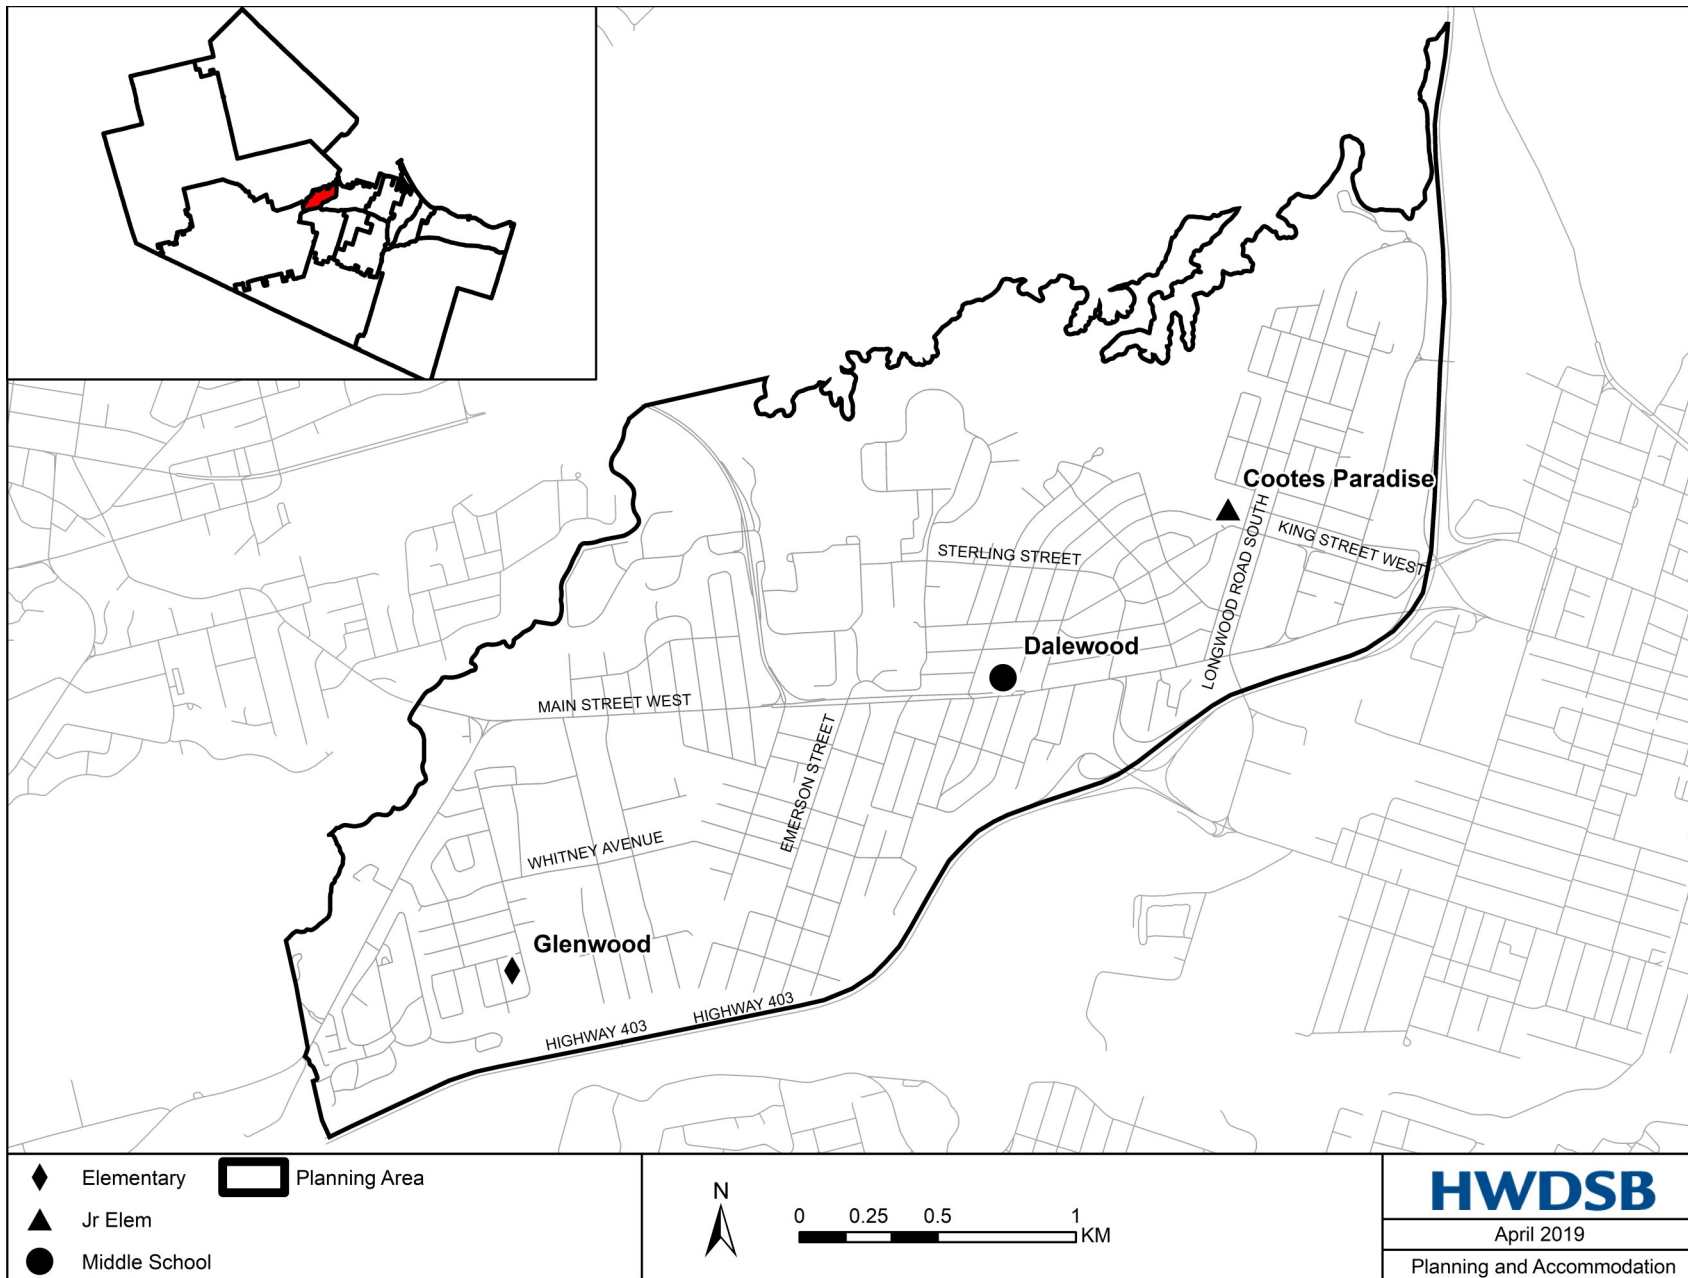 Cootes Paradise
KING STREET WEST
STERLING STREET
LONGWOOD ROAD SOUTH
Dalewood
MAIN STREET WEST
EMERSON STREET
WHITNEY AVENUE
Glenwood
HIGHWAY 403
HIGHWAY 403
Elementary
Planning Area
Jr Elem
Middle School
N
0 0.25 0.5 1
KM
HWDSB
April 2019
Planning and Accommodation